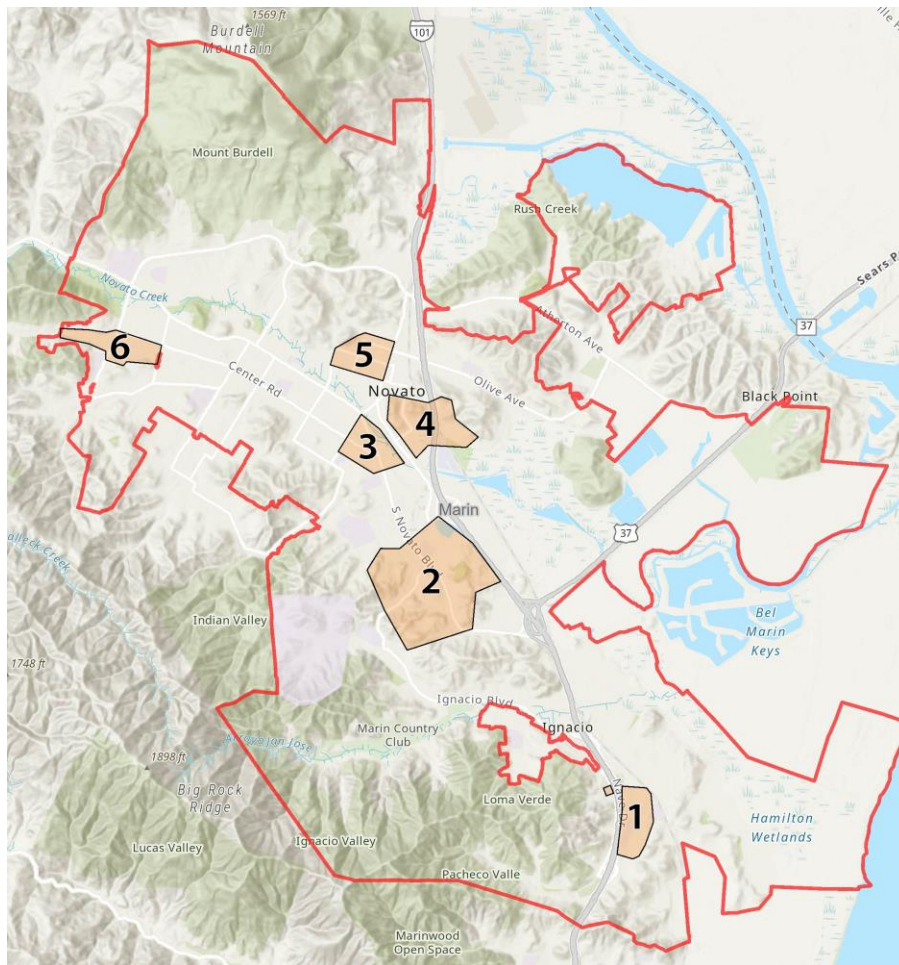 1569 ft
Burdell
Mountain
101
Mount Burdell
Rush Creek
Novato Creek
Sears P
37
Atherton Ave
6
5
Center Rd
Novato
Olive Ave
Black Point
4
3
Marin
S Novato Blvd
37
2
Indian Valley
Bel
Marin
Keys
1748 ft
Ignacio Blvd
Ignacio
Marin Country
Club
Arroyo San Jose
1898 ft
Big Rock
Ridge
Loma Verde
Nave Dr
1
Hamilton
Wetlands
Ignacio Valley
Lucas Valley
Pacheco Valle
Marinwood
Open Space